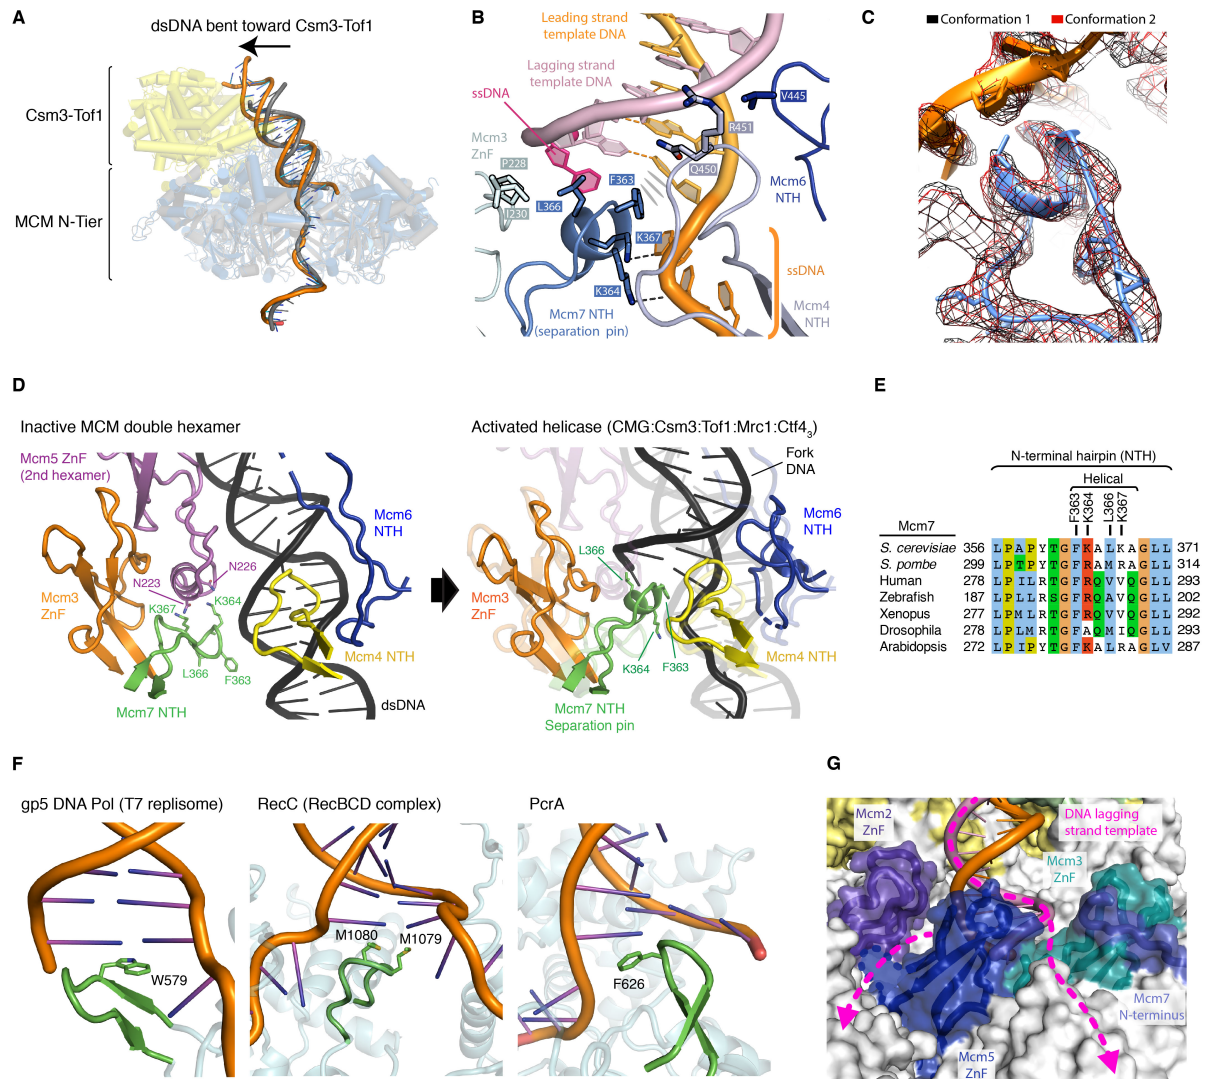 A
dsDNA bent toward Csm3-Tof1
Csm3-Tof1
MCM N-Tier
B
Leading strand
template DNA
Lagging strand
template DNA
ssDNA
V445
R451
Mcm3
ZnF
P228
Q450
F363
Mcm6
NTH
L366
I230
K367
ssDNA
K364
Mcm4
NTH
Mcm7 NTH
(separation pin)
C
Conformation 1
Conformation 2
D
Inactive MCM double hexamer
Mcm5 ZnF
(2nd hexamer)
Mcm6
NTH
N226
N223
K364
K367
Mcm3
ZnF
Mcm4 NTH
L366
F363
Mcm7 NTH
dsDNA
Activated helicase (CMG:Csm3:Tof1:Mrc1:Ctf4₃)
Fork
DNA
Mcm6
NTH
L366
Mcm3
ZnF
Mcm4 NTH
K364
F363
Mcm7 NTH
Separation pin
E
N-terminal hairpin (NTH)
Helical
F363
K364
L366
K367
Mcm7
S. cerevisiae 356 LPAPYTGFKALKAGLL 371
S. pombe 299 LPTPYTGFRAMRAGLL 314
Human 278 LPILRTGFRQVVQGLL 293
Zebrafish 187 LPLLRSGFRQAVQGLL 202
Xenopus 277 LPMLRTGFRQVVQGLL 292
Drosophila 278 LPLMRTGFAQMIQGLL 293
Arabidopsis 272 LPIPYTGFKALRAGLV 287
F
gp5 DNA Pol (T7 replisome)
W579
RecC (RecBCD complex)
M1080
M1079
PcrA
F626
G
Mcm2
ZnF
DNA lagging
strand template
Mcm3
ZnF
Mcm7
N-terminus
Mcm5
ZnF